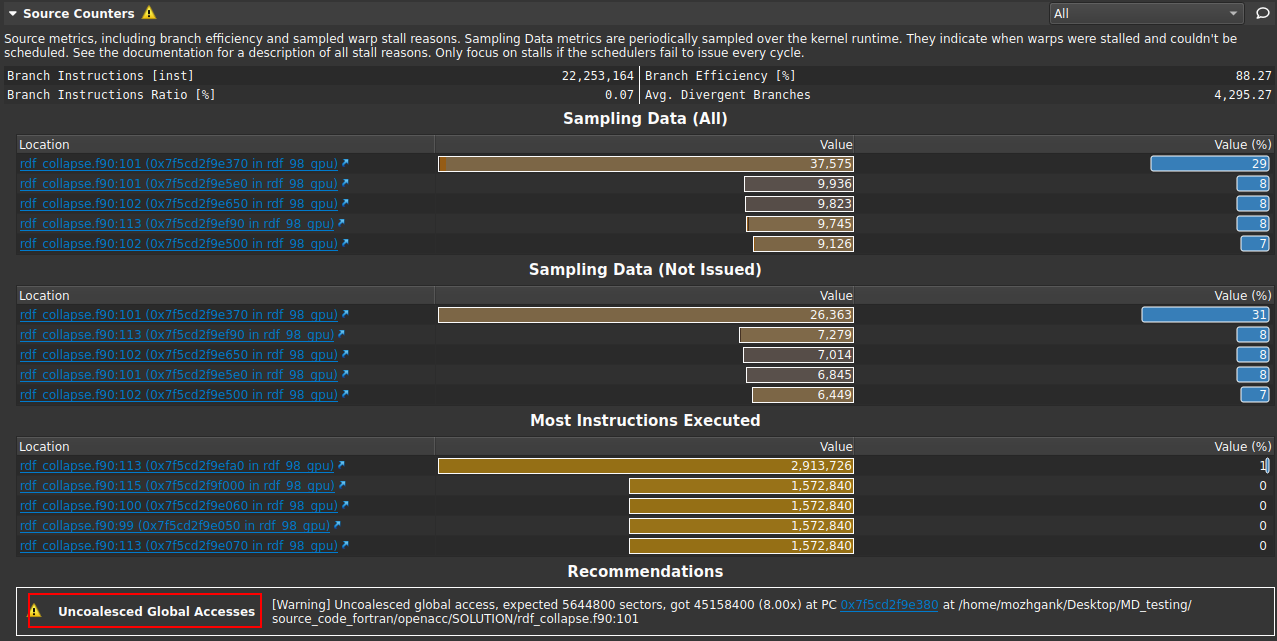 Source Counters
All
Source metrics, including branch efficiency and sampled warp stall reasons. Sampling Data metrics are periodically sampled over the kernel runtime. They indicate when warps were stalled and couldn't be
scheduled. See the documentation for a description of all stall reasons. Only focus on stalls if the schedulers fail to issue every cycle.
Branch Instructions [inst] 22,253,164 Branch Efficiency [%] 88.27
Branch Instructions Ratio [%] 0.07 Avg. Divergent Branches 4,295.27
Sampling Data (All)
Location Value Value (%)
rdf_collapse.f90:101 (0x7f5cd2f9e370 in rdf_98_gpu) 37,575 29
rdf_collapse.f90:101 (0x7f5cd2f9e5e0 in rdf_98_gpu) 9,936 8
rdf_collapse.f90:102 (0x7f5cd2f9e650 in rdf_98_gpu) 9,823 8
rdf_collapse.f90:113 (0x7f5cd2f9ef90 in rdf_98_gpu) 9,745 8
rdf_collapse.f90:102 (0x7f5cd2f9e500 in rdf_98_gpu) 9,126 7
Sampling Data (Not Issued)
Location Value Value (%)
rdf_collapse.f90:101 (0x7f5cd2f9e370 in rdf_98_gpu) 26,363 31
rdf_collapse.f90:113 (0x7f5cd2f9ef90 in rdf_98_gpu) 7,279 8
rdf_collapse.f90:102 (0x7f5cd2f9e650 in rdf_98_gpu) 7,014 8
rdf_collapse.f90:101 (0x7f5cd2f9e5e0 in rdf_98_gpu) 6,845 8
rdf_collapse.f90:102 (0x7f5cd2f9e500 in rdf_98_gpu) 6,449 7
Most Instructions Executed
Location Value Value (%)
rdf_collapse.f90:113 (0x7f5cd2f9efa0 in rdf_98_gpu) 2,913,726 1
rdf_collapse.f90:115 (0x7f5cd2f9f000 in rdf_98_gpu) 1,572,840 0
rdf_collapse.f90:100 (0x7f5cd2f9e060 in rdf_98_gpu) 1,572,840 0
rdf_collapse.f90:99 (0x7f5cd2f9e050 in rdf_98_gpu) 1,572,840 0
rdf_collapse.f90:113 (0x7f5cd2f9e070 in rdf_98_gpu) 1,572,840 0
Recommendations
Uncoalesced Global Accesses
[Warning] Uncoalesced global access, expected 5644800 sectors, got 45158400 (8.00x) at PC 0x7f5cd2f9e380 at /home/mozhgank/Desktop/MD_testing/
source_code_fortran/openacc/SOLUTION/rdf_collapse.f90:101